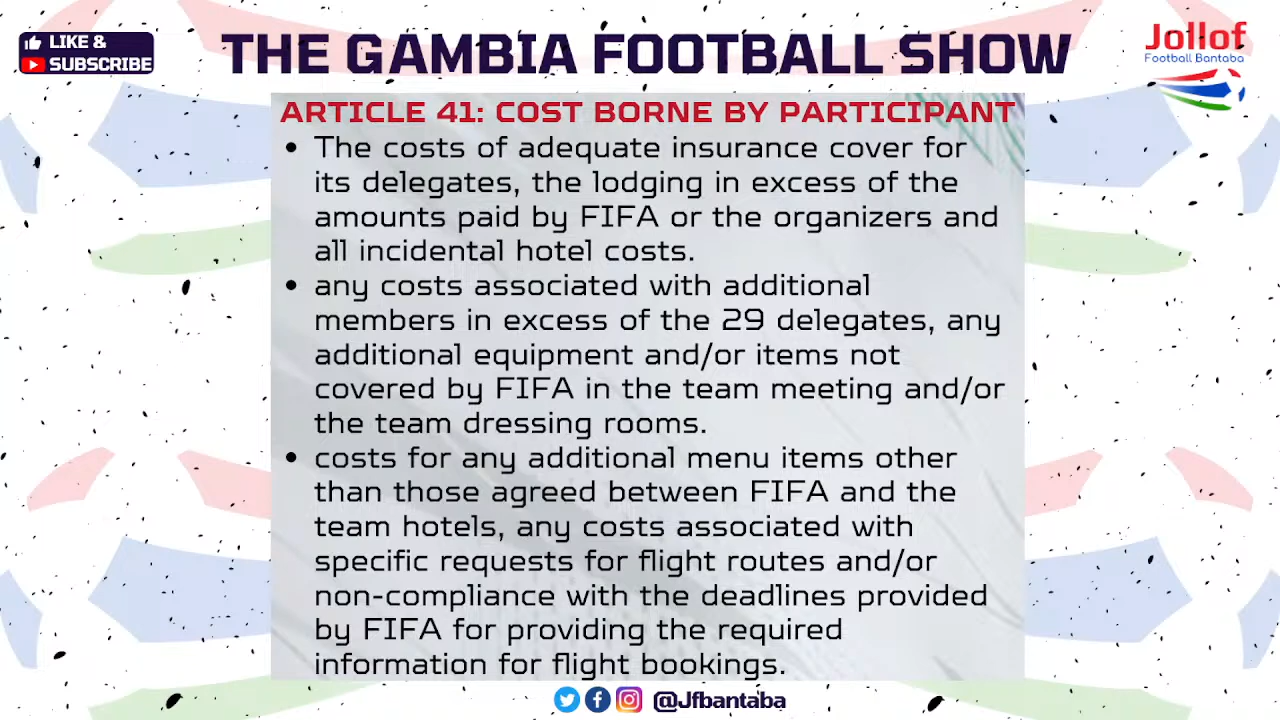 LIKE &
SUBSCRIBE
THE GAMBIA FOOTBALL SHOW
Jollof
Football Bantaba
ARTICLE 41: COST BORNE BY PARTICIPANT
• The costs of adequate insurance cover for
its delegates, the lodging in excess of the
amounts paid by FIFA or the organizers and
all incidental hotel costs.
• any costs associated with additional
members in excess of the 29 delegates, any
additional equipment and/or items not
covered by FIFA in the team meeting and/or
the team dressing rooms.
• costs for any additional menu items other
than those agreed between FIFA and the
team hotels, any costs associated with
specific requests for flight routes and/or
non-compliance with the deadlines provided
by FIFA for providing the required
information for flight bookings.
@Jfbantaba